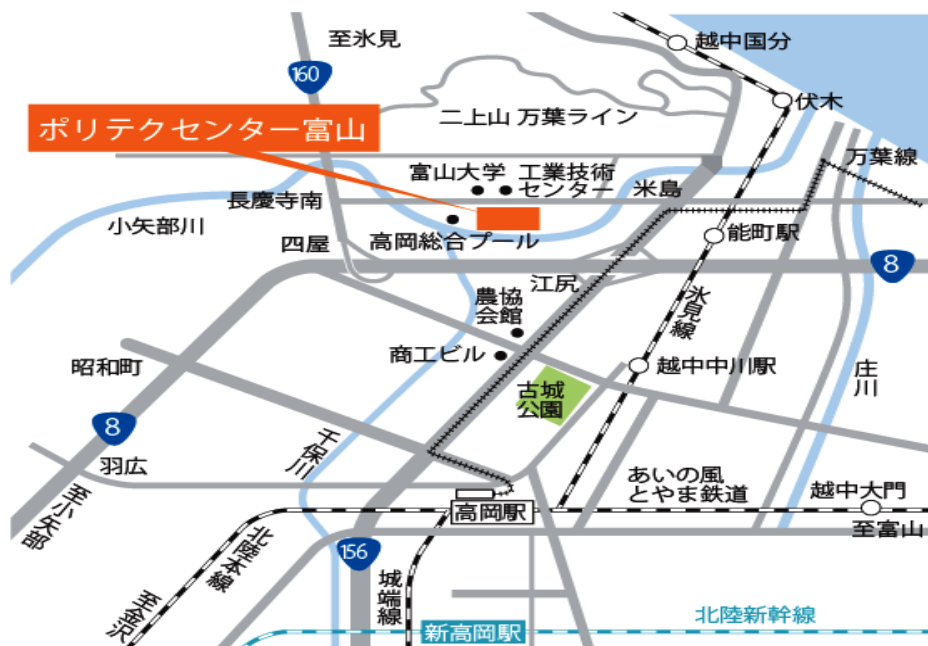 越中国分
至氷見
160
伏木
二上山 万葉ライン
ポリテクセンター富山
万葉線
富山大学
工業技術
センター
米島
長慶寺南
小矢部川
高岡総合プール
四屋
能町駅
8
江尻
農協
会館
氷見線
商工ビル
昭和町
越中中川駅
庄川
古城
公園
8
千保川
羽広
あいの風
とやま鉄道
越中大門
至小矢部
高岡駅
至富山
北陸本線
156
城端線
至金沢
北陸新幹線
新高岡駅